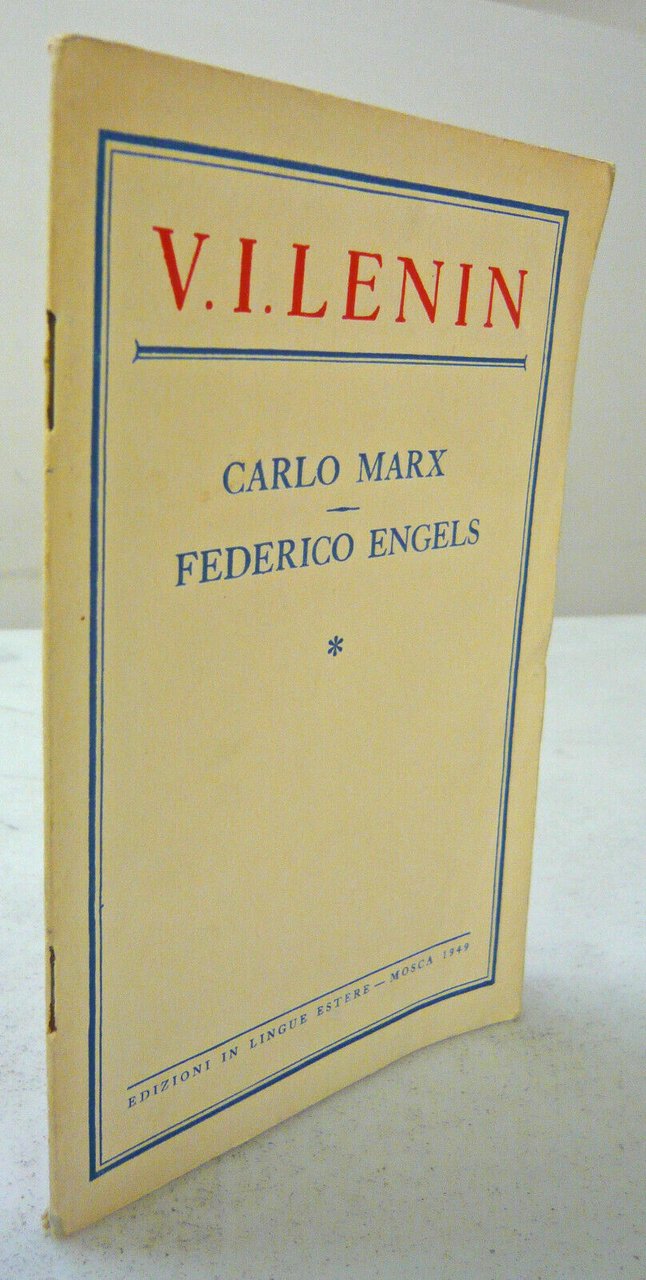 V. I. LENIN
CARLO MARX
—
FEDERICO ENGELS
*
EDIZIONI IN LINGUE ESTERE — MOSCA 1949